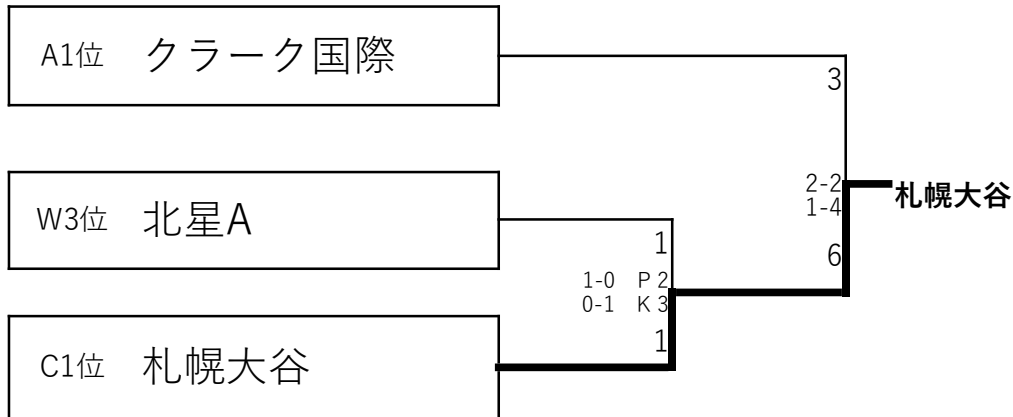 A1位 クラーク国際
3
2-2
1-4
札幌大谷
6
W3位 北星A
1
1-0 P 2
0-1 K 3
1
C1位 札幌大谷